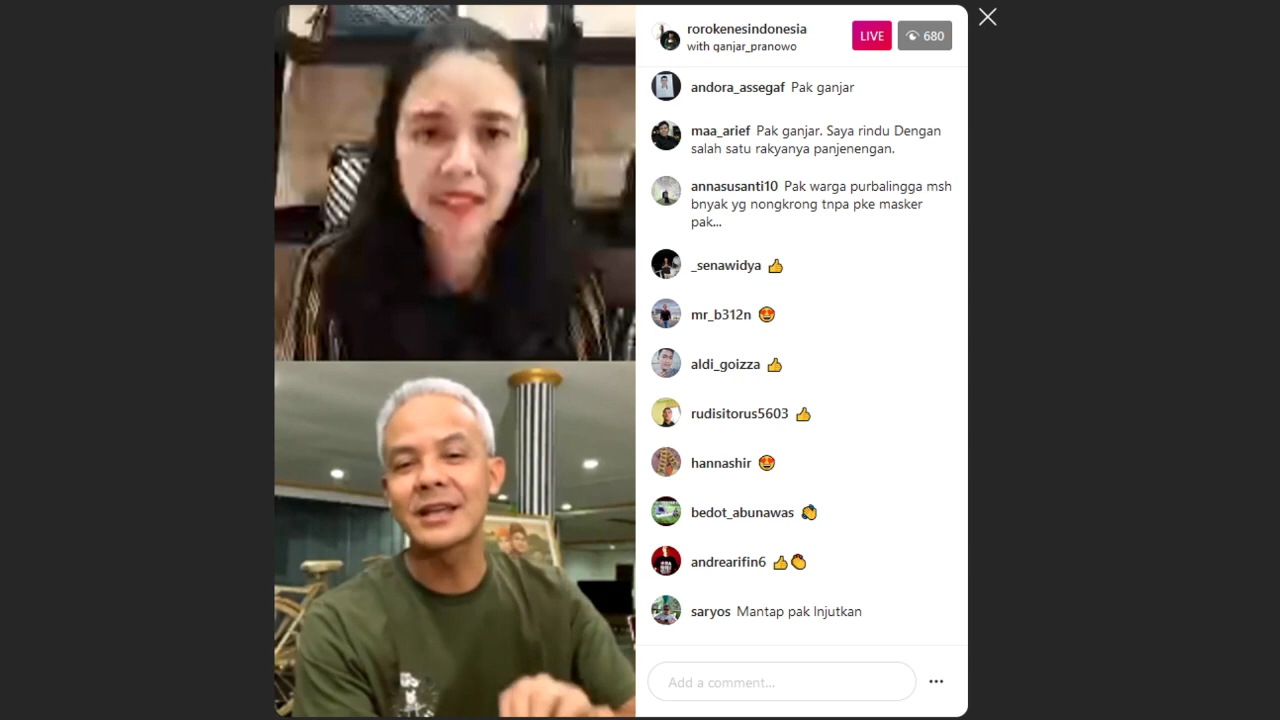 rorokenesindonesia
with ganjar_pranowo
LIVE
680
andora_assegaf Pak ganjar
maa_arief Pak ganjar. Saya rindu Dengan
salah satu rakyanya panjenengan.
annasusanti10 Pak warga purbalingga msh
bnyak yg nongkrong tnpa pke masker
pak...
_senawidya 👍
mr_b312n 😍
aldi_goizza 👍
rudisitorus5603 👍
hannashir 😍
bedot_abunawas 👏
andrearifin6 👍👏
saryos Mantap pak lnjutkan
Add a comment...